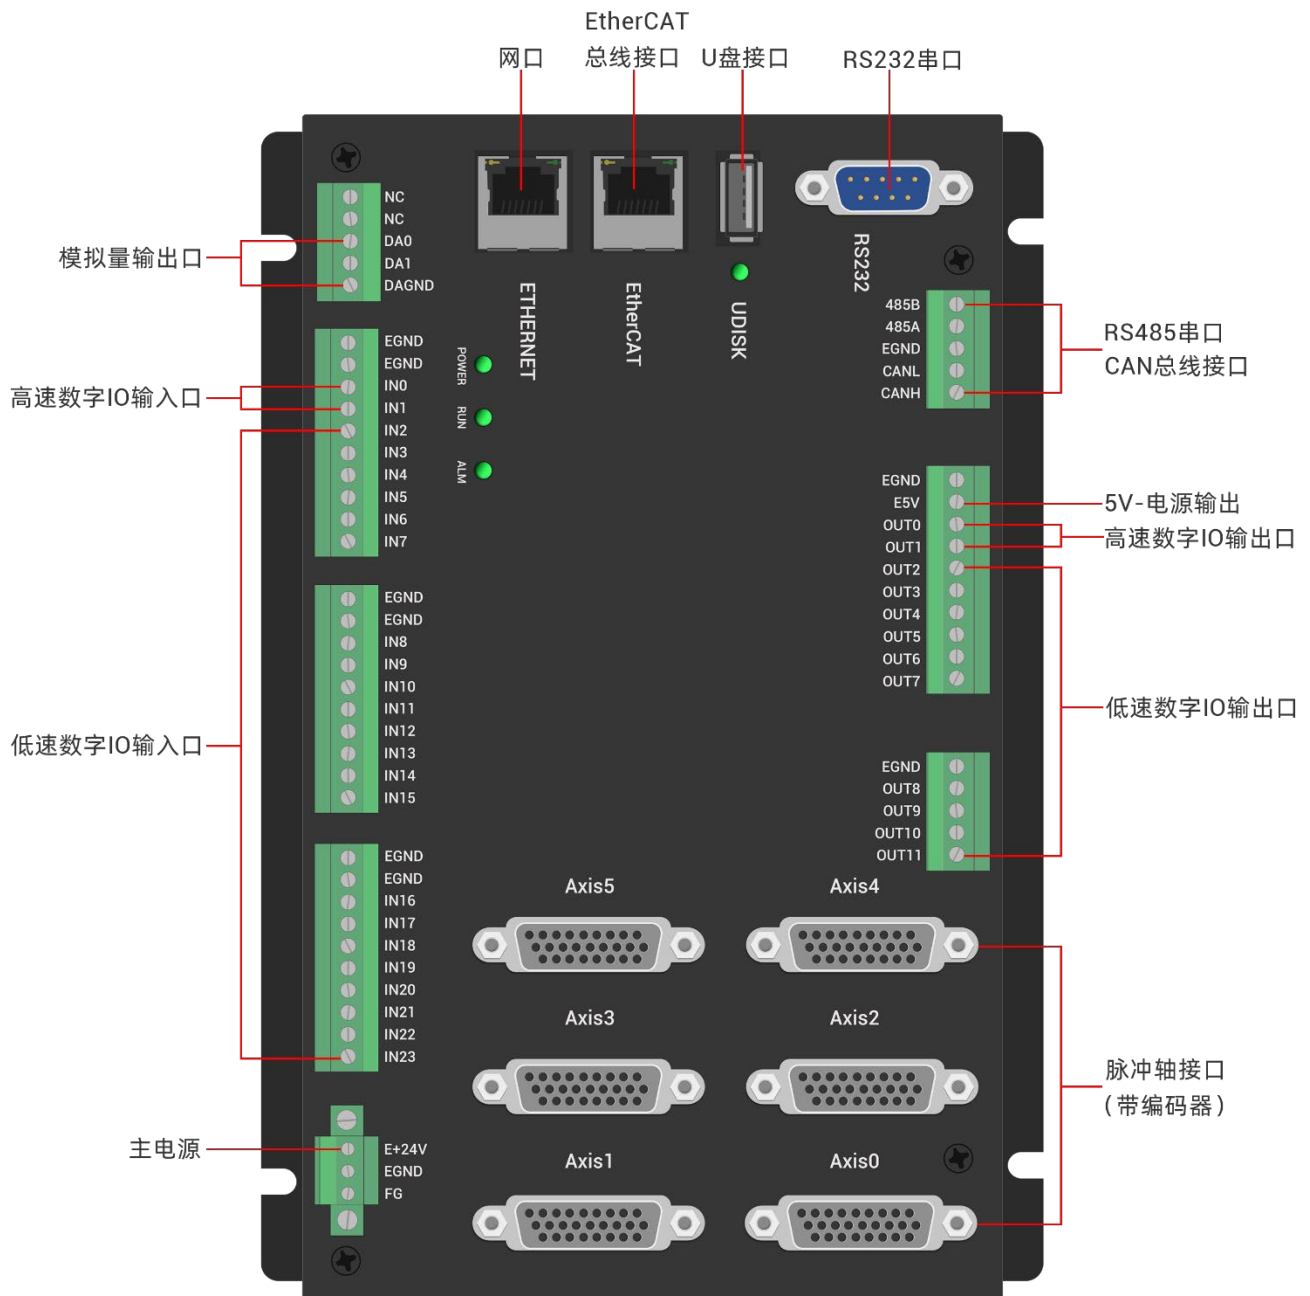 EtherCAT
网口
总线接口
U盘接口
RS232串口
NC
NC
DA0
DA1
DAGND
模拟量输出口
ETHERNET
EtherCAT
UDISK
RS232
485B
485A
EGND
CANL
CANH
RS485串口
CAN总线接口
EGND
EGND
IN0
IN1
IN2
IN3
IN4
IN5
IN6
IN7
高速数字IO输入口
POWER
RUN
ALM
EGND
E5V
OUT0
OUT1
OUT2
OUT3
OUT4
OUT5
OUT6
OUT7
5V-电源输出
高速数字IO输出口
低速数字IO输出口
EGND
EGND
IN8
IN9
IN10
IN11
IN12
IN13
IN14
IN15
低速数字IO输入口
EGND
OUT8
OUT9
OUT10
OUT11
EGND
EGND
IN16
IN17
IN18
IN19
IN20
IN21
IN22
IN23
Axis5
Axis4
Axis3
Axis2
Axis1
Axis0
脉冲轴接口
(带编码器)
主电源
E+24V
EGND
FG